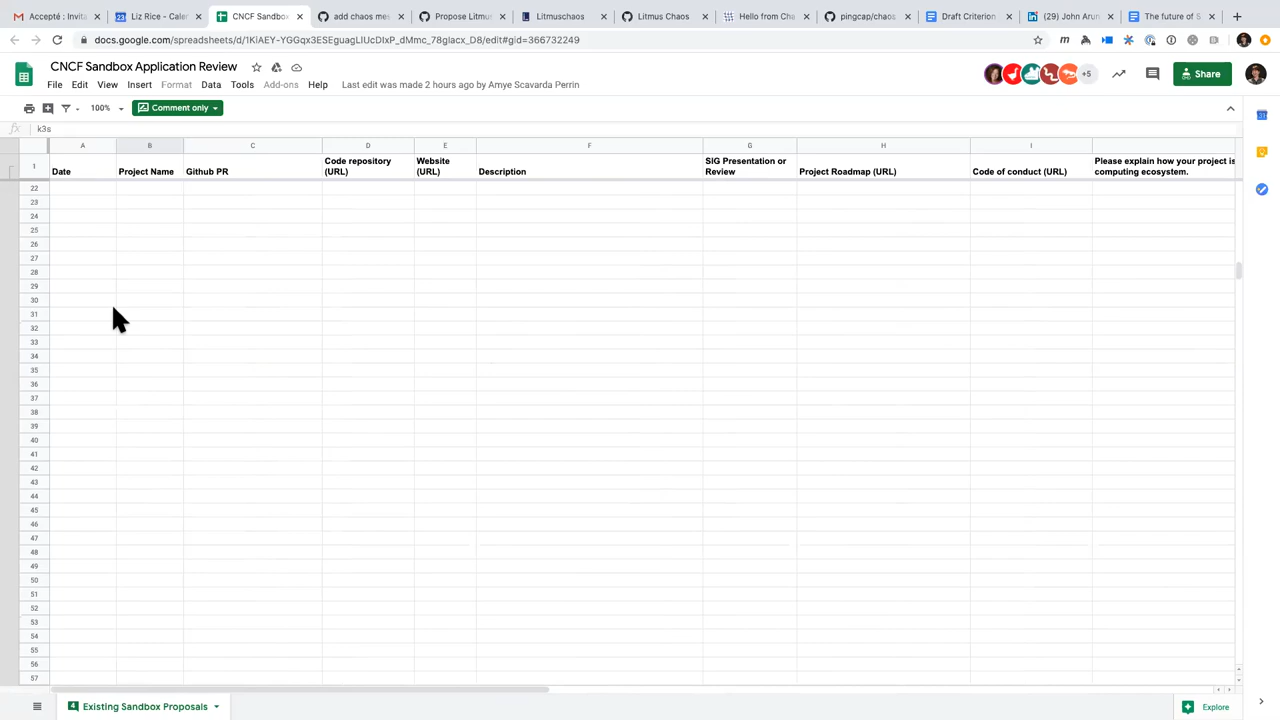 Accepté : Invita
Liz Rice - Caler
CNCF Sandbox
add chaos mes
Propose Litmus
Litmuschaos
Litmus Chaos
Hello from Cha
pingcap/chaos
Draft Criterion
(29) John Arun
The future of S
docs.google.com/spreadsheets/d/1KiAEY-YGGqx3ESEguagLIUcDIxP_dMmc_78glacx_D8/edit#gid=366732249
CNCF Sandbox Application Review
File Edit View Insert Format Data Tools Add-ons Help Last edit was made 2 hours ago by Amye Scavarda Perrin
+5
Share
100%
Comment only
fx k3s
A B C D E F G H I
1
Date
Project Name
Github PR
Code repository
(URL)
Website
(URL)
Description
SIG Presentation or
Review
Project Roadmap (URL)
Code of conduct (URL)
Please explain how your project is
computing ecosystem.
22
23
24
25
26
27
28
29
30
31
32
33
34
35
36
37
38
39
40
41
42
43
44
45
46
47
48
49
50
51
52
53
54
55
56
57
4 Existing Sandbox Proposals
Explore